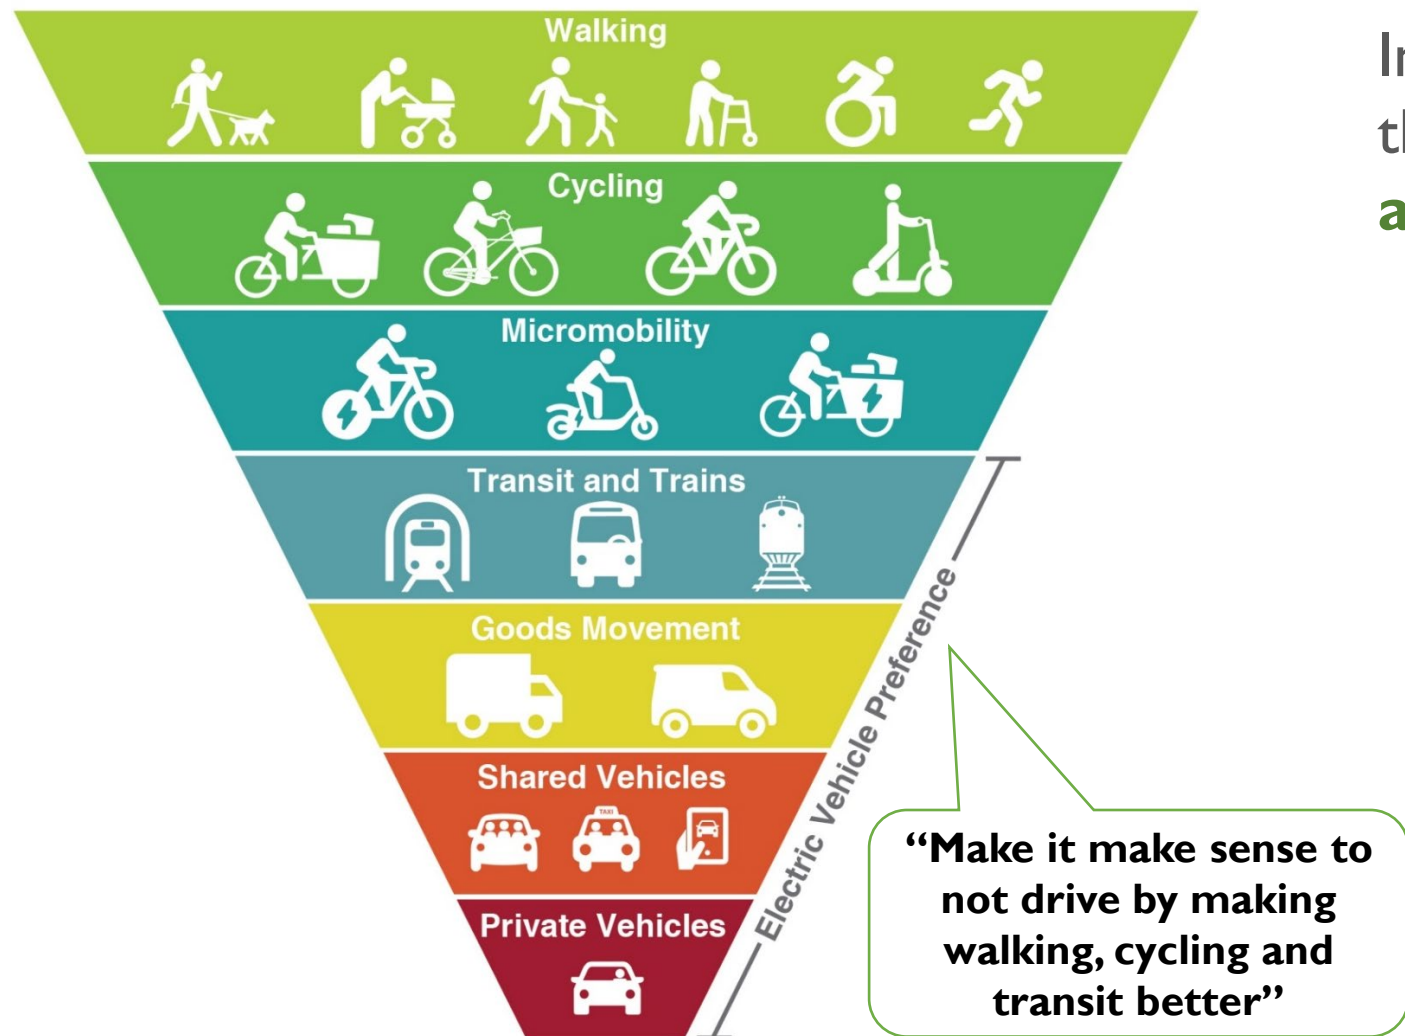 Walking
Cycling
Micromobility
Transit and Trains
Goods Movement
Shared Vehicles
TAXI
Private Vehicles
Electric Vehicle Preference
“Make it make sense to
not drive by making
walking, cycling and
transit better”